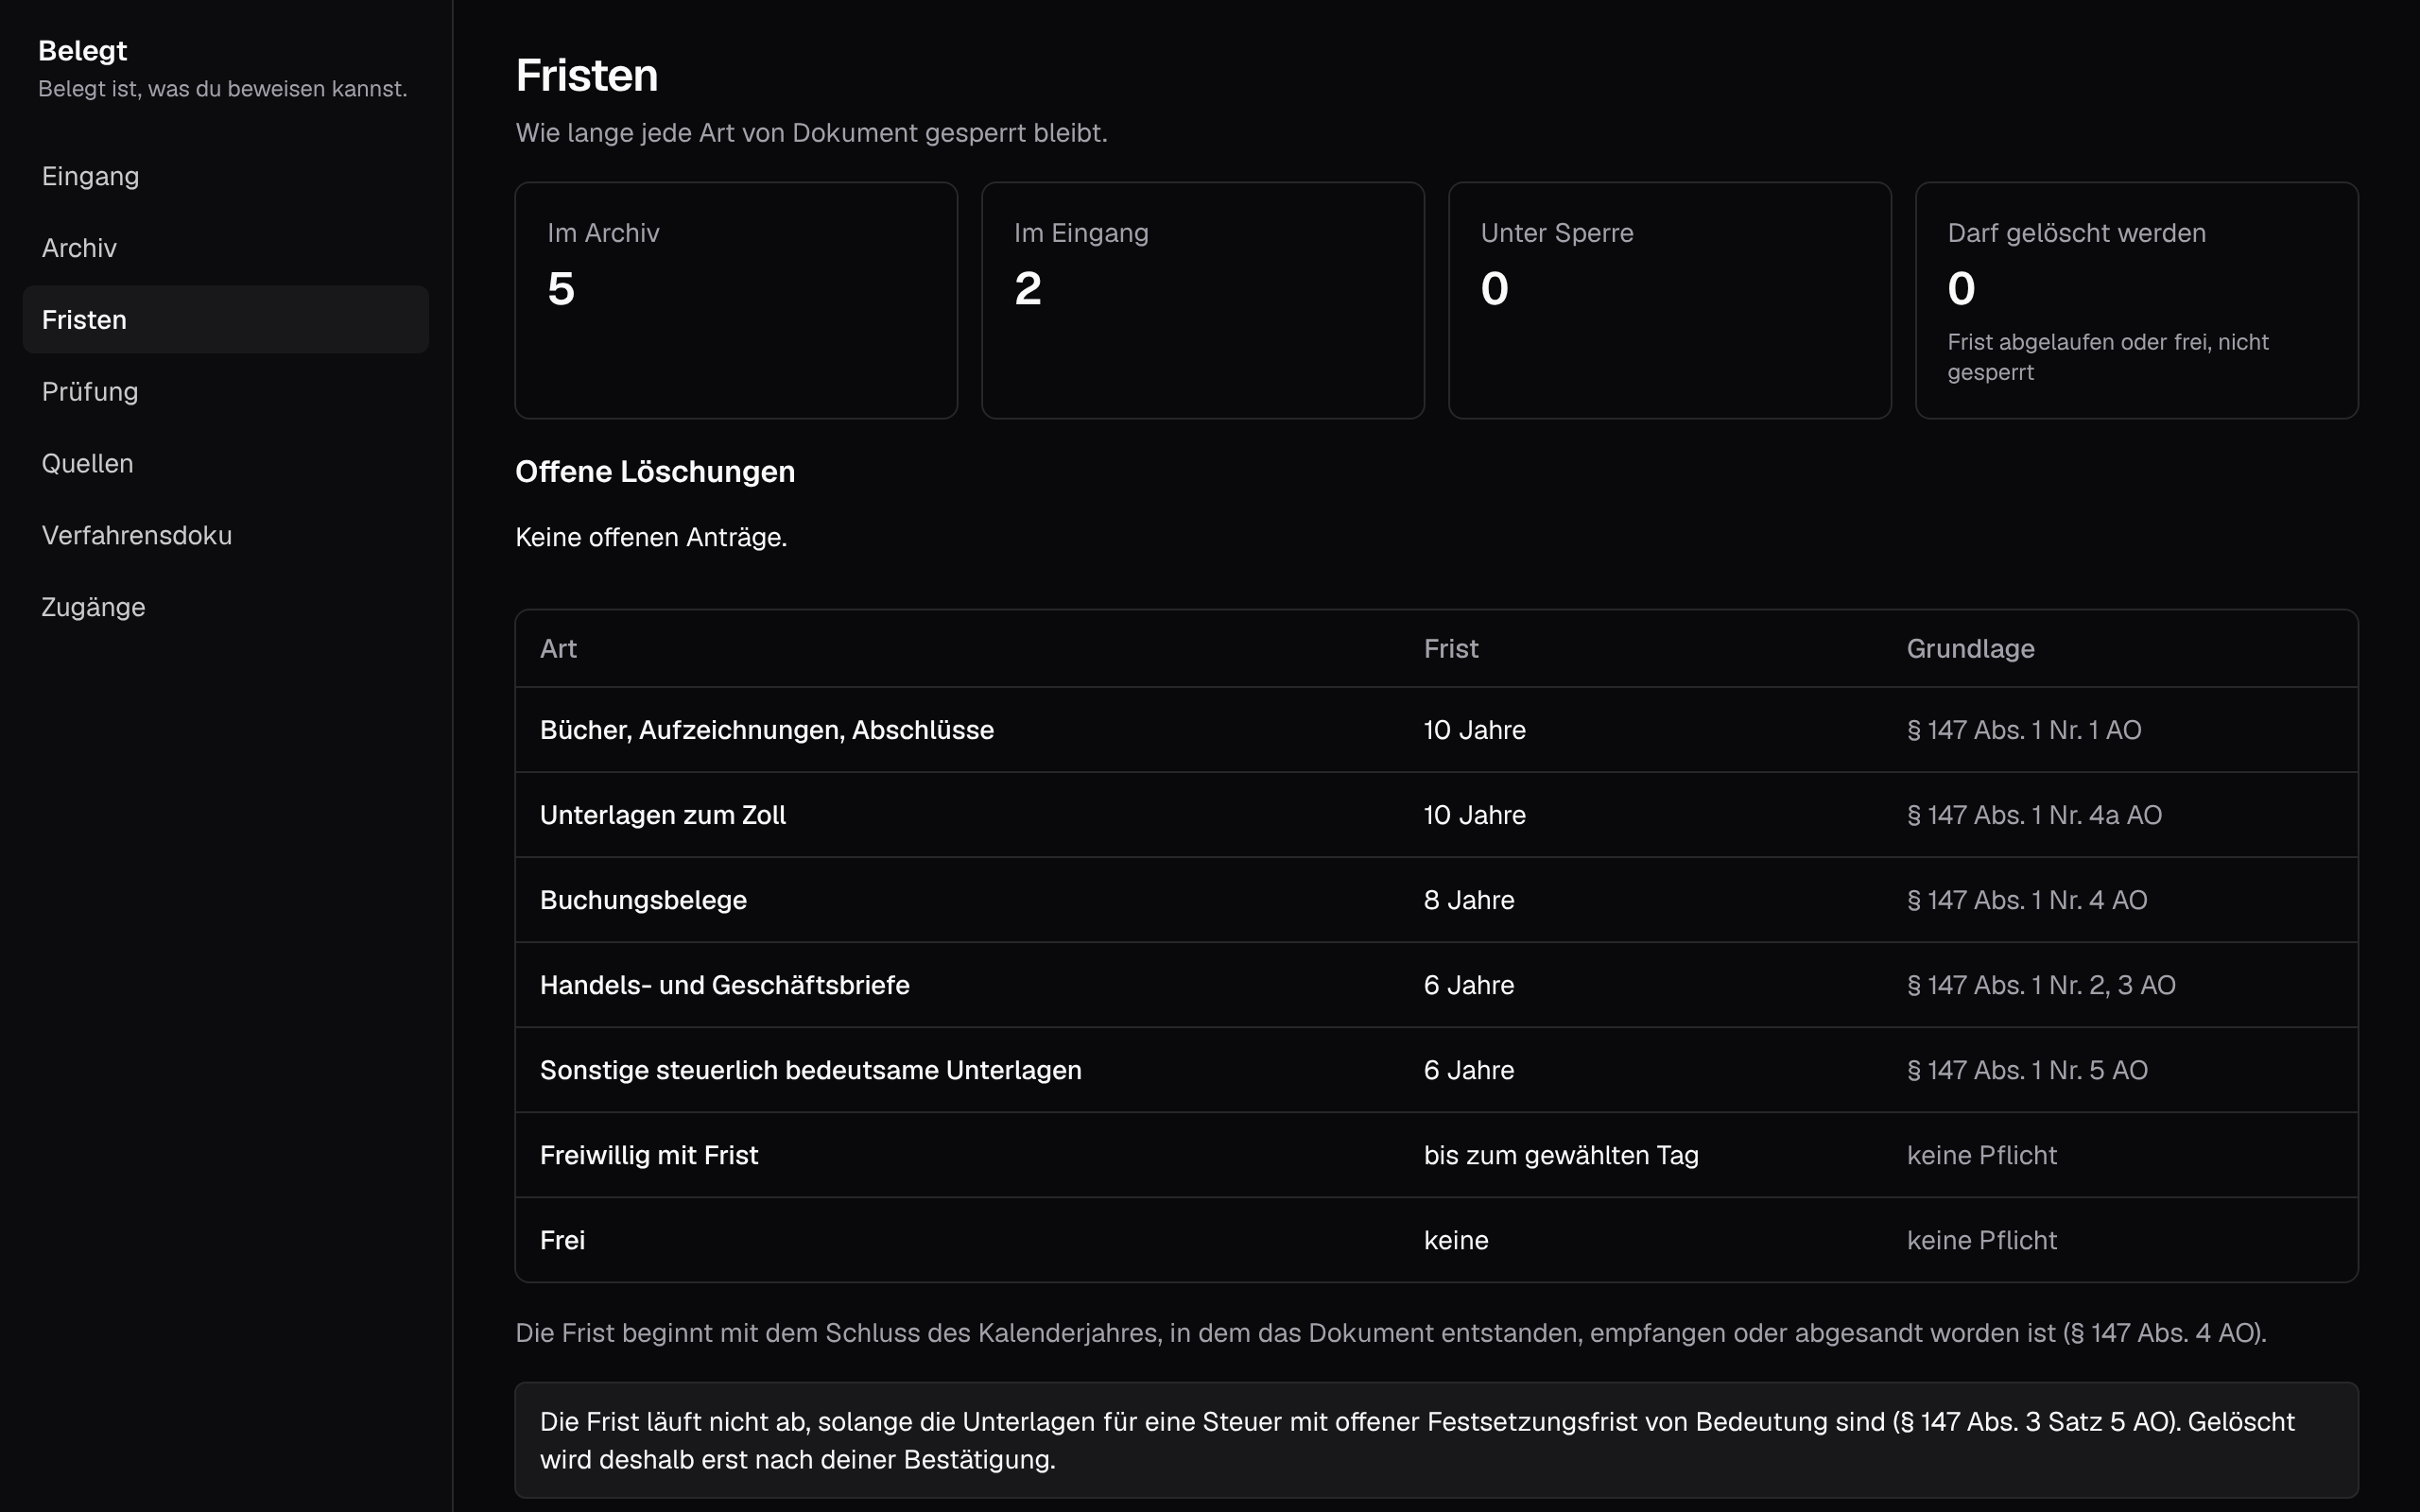 Belegt
Belegt ist, was du beweisen kannst.
Eingang
Archiv
Fristen
Prüfung
Quellen
Verfahrensdoku
Zugänge
Fristen
Wie lange jede Art von Dokument gesperrt bleibt.
Im Archiv
5
Im Eingang
2
Unter Sperre
0
Darf gelöscht werden
0
Frist abgelaufen oder frei, nicht
gesperrt
Offene Löschungen
Keine offenen Anträge.
Art Frist Grundlage
Bücher, Aufzeichnungen, Abschlüsse 10 Jahre § 147 Abs. 1 Nr. 1 AO
Unterlagen zum Zoll 10 Jahre § 147 Abs. 1 Nr. 4a AO
Buchungsbelege 8 Jahre § 147 Abs. 1 Nr. 4 AO
Handels- und Geschäftsbriefe 6 Jahre § 147 Abs. 1 Nr. 2, 3 AO
Sonstige steuerlich bedeutsame Unterlagen 6 Jahre § 147 Abs. 1 Nr. 5 AO
Freiwillig mit Frist bis zum gewählten Tag keine Pflicht
Frei keine keine Pflicht
Die Frist beginnt mit dem Schluss des Kalenderjahres, in dem das Dokument entstanden, empfangen oder abgesandt worden ist (§ 147 Abs. 4 AO).
Die Frist läuft nicht ab, solange die Unterlagen für eine Steuer mit offener Festsetzungsfrist von Bedeutung sind (§ 147 Abs. 3 Satz 5 AO). Gelöscht
wird deshalb erst nach deiner Bestätigung.